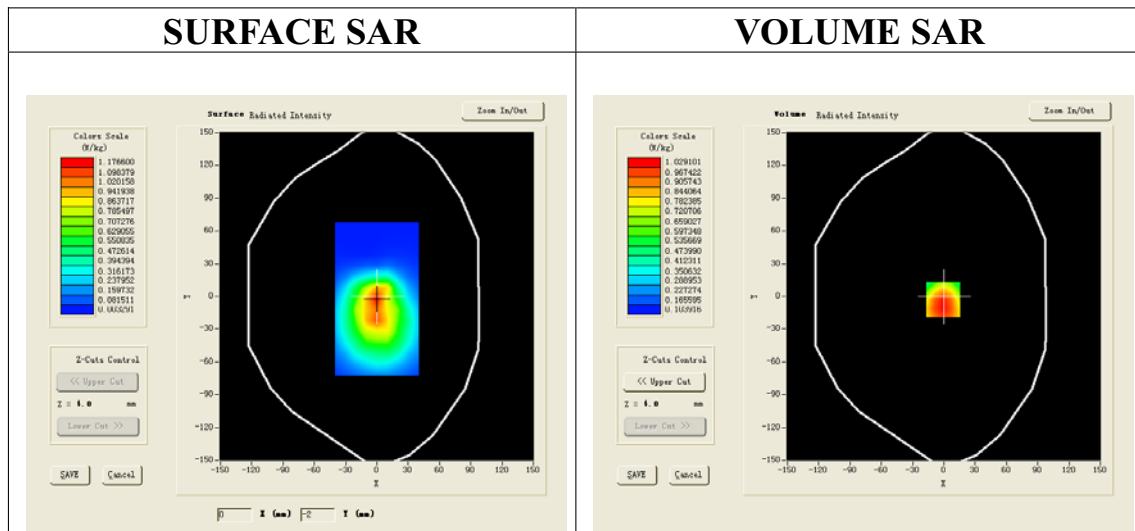 SURFACE SAR
VOLUME SAR
Surface Radiated Intensity
Zoom In/Out
Colors Scale
(W/kg)
1.176600
1.098379
1.020158
0.941938
0.863717
0.785497
0.707276
0.629055
0.550835
0.472614
0.394394
0.316173
0.237952
0.159732
0.081511
0.003291
150
120
90
60
30
0
-30
-60
-90
-120
-150
-150 -120 -90 -60 -30 0 30 60 90 120 150
X
Y
Z-Cuts Control
<< Upper Cut
Z = 4.0 mm
Lower Cut >>
SAVE Cancel
0 X (mm) -2 Y (mm)
Volume Radiated Intensity
Zoom In/Out
Colors Scale
(W/kg)
1.029101
0.967422
0.905743
0.844064
0.782385
0.720706
0.659027
0.597348
0.535669
0.473990
0.412311
0.350632
0.288953
0.227274
0.165595
0.103916
150
120
90
60
30
0
-30
-60
-90
-120
-150
-150 -120 -90 -60 -30 0 30 60 90 120 150
X
Y
Z-Cuts Control
<< Upper Cut
Z = 4.0 mm
Lower Cut >>
SAVE Cancel